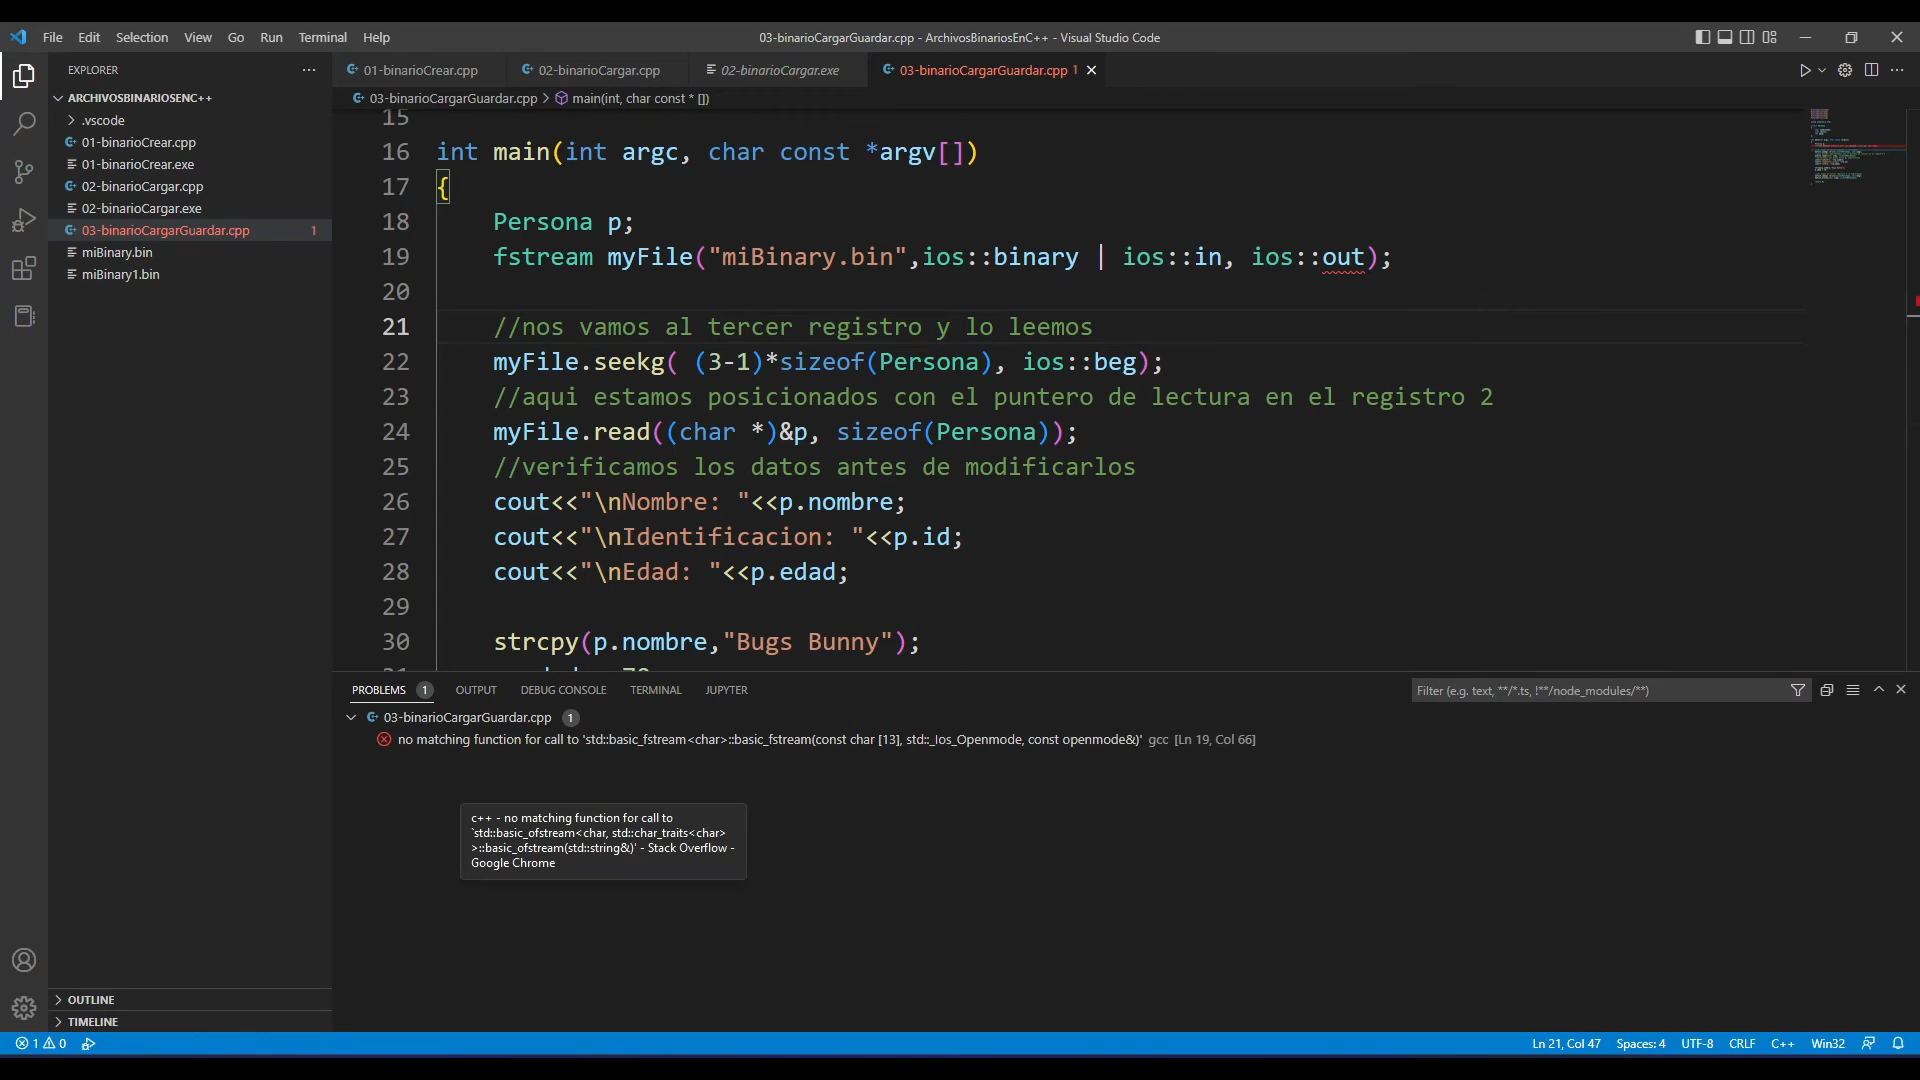 File Edit Selection View Go Run Terminal Help
03-binarioCargarGuardar.cpp - ArchivosBinariosEnC++ - Visual Studio Code
EXPLORER
ARCHIVOSBINARIOSENC++
.vscode
01-binarioCrear.cpp
01-binarioCrear.exe
02-binarioCargar.cpp
02-binarioCargar.exe
03-binarioCargarGuardar.cpp 1
miBinary.bin
miBinary1.bin
OUTLINE
TIMELINE
01-binarioCrear.cpp 02-binarioCargar.cpp 02-binarioCargar.exe 03-binarioCargarGuardar.cpp 1
03-binarioCargarGuardar.cpp > main(int, char const * [])
15
16 int main(int argc, char const *argv[])
17 {
18 Persona p;
19 fstream myFile("miBinary.bin",ios::binary | ios::in, ios::out);
20
21 //nos vamos al tercer registro y lo leemos
22 myFile.seekg( (3-1)*sizeof(Persona), ios::beg);
23 //aqui estamos posicionados con el puntero de lectura en el registro 2
24 myFile.read((char *)&p, sizeof(Persona));
25 //verificamos los datos antes de modificarlos
26 cout<<"\nNombre: "<<p.nombre;
27 cout<<"\nIdentificacion: "<<p.id;
28 cout<<"\nEdad: "<<p.edad;
29
30 strcpy(p.nombre,"Bugs Bunny");
PROBLEMS 1 OUTPUT DEBUG CONSOLE TERMINAL JUPYTER
Filter (e.g. text, **/*.ts, !**/node_modules/**)
03-binarioCargarGuardar.cpp 1
no matching function for call to 'std::basic_fstream<char>::basic_fstream(const char [13], std::_Ios_Openmode, const openmode&)' gcc [Ln 19, Col 66]
c++ - no matching function for call to
`std::basic_ofstream<char, std::char_traits<char>
>::basic_ofstream(std::string&)' - Stack Overflow -
Google Chrome
1 0
Ln 21, Col 47 Spaces: 4 UTF-8 CRLF C++ Win32